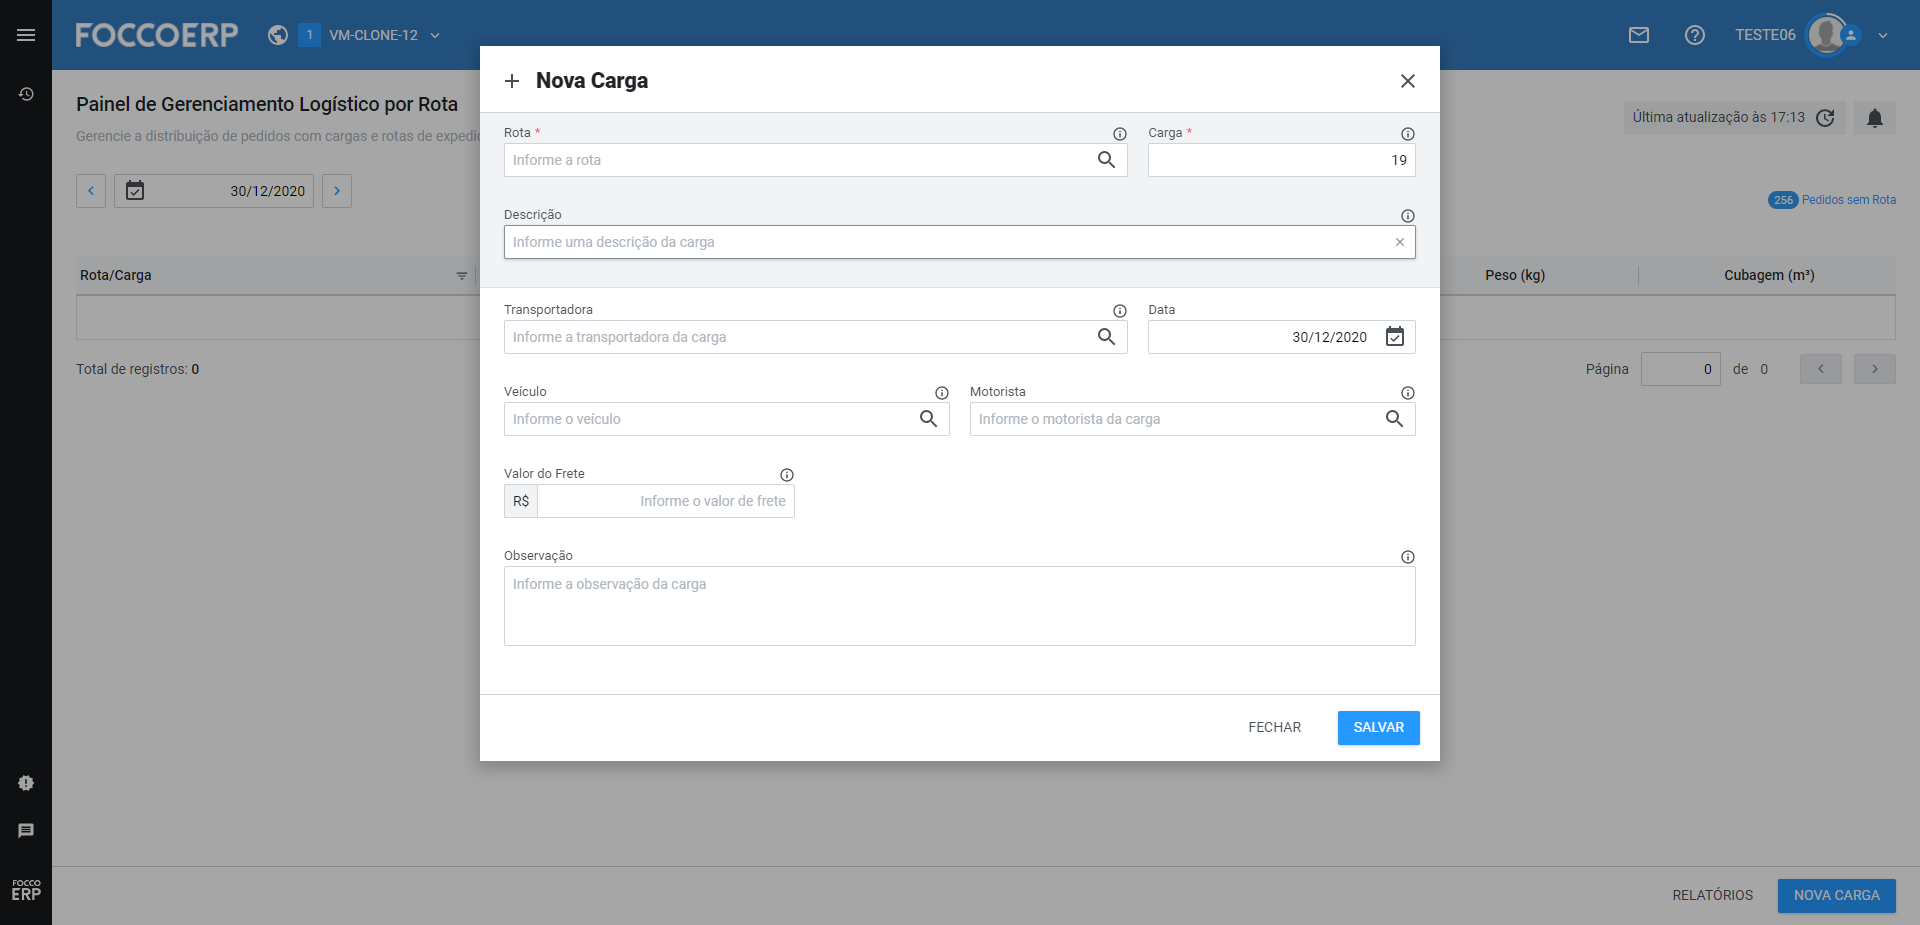 FOCCOERP
1 VM-CLONE-12
TESTE06
Painel de Gerenciamento Logístico por Rota
Gerencie a distribuição de pedidos com cargas e rotas de expedi
Última atualização às 17:13
30/12/2020
256 Pedidos sem Rota
Rota/Carga
Peso (kg)
Cubagem (m³)
Total de registros: 0
Página 0 de 0
Nova Carga
Rota *
Informe a rota
Carga *
19
Descrição
Informe uma descrição da carga
Transportadora
Informe a transportadora da carga
Data
30/12/2020
Veículo
Informe o veículo
Motorista
Informe o motorista da carga
Valor do Frete
R$ Informe o valor de frete
Observação
Informe a observação da carga
FECHAR
SALVAR
FOCCO
ERP
RELATÓRIOS
NOVA CARGA